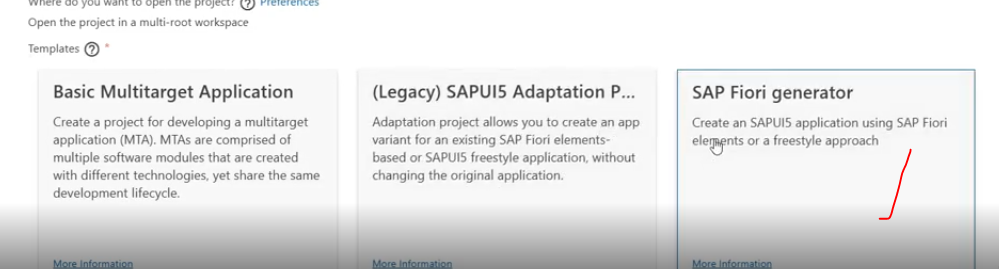 Where do you want to open the project? Preferences
Open the project in a multi-root workspace
Templates ? *
Basic Multitarget Application
Create a project for developing a multitarget
application (MTA). MTAs are comprised of
multiple software modules that are created
with different technologies, yet share the same
development lifecycle.
More Information
(Legacy) SAPUI5 Adaptation P...
Adaptation project allows you to create an app
variant for an existing SAP Fiori elements-
based or SAPUI5 freestyle application, without
changing the original application.
More Information
SAP Fiori generator
Create an SAPUI5 application using SAP Fiori
elements or a freestyle approach
More Information